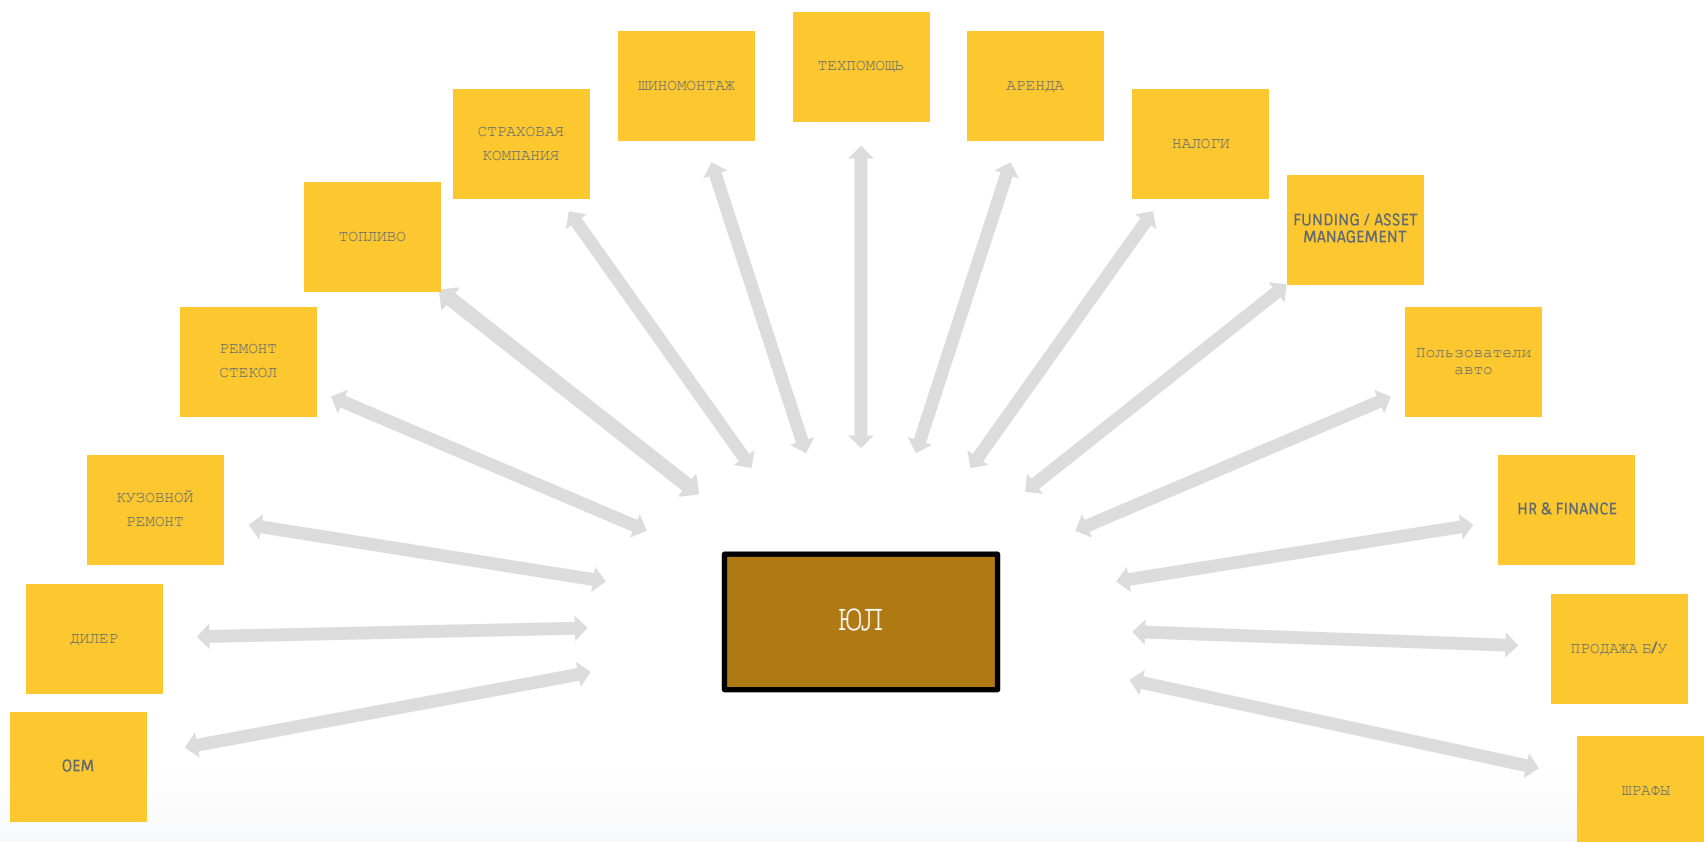 ТЕХПОМОЩЬ
ШИНОМОНТАЖ
АРЕНДА
СТРАХОВАЯ
КОМПАНИЯ
НАЛОГИ
ТОПЛИВО
FUNDING / ASSET
MANAGEMENT
РЕМОНТ
СТЕКОЛ
Пользователи
авто
КУЗОВНОЙ
РЕМОНТ
HR & FINANCE
ЮЛ
ДИЛЕР
ПРОДАЖА Б/У
OEM
ШРАФЫ